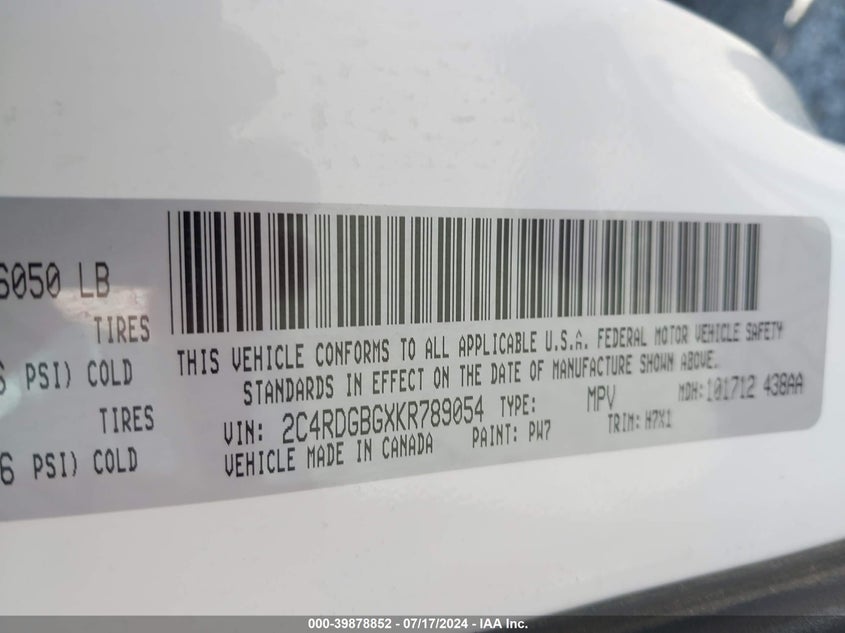 6050 LB
TIRES
PSI) COLD
TIRES
6 PSI) COLD
THIS VEHICLE CONFORMS TO ALL APPLICABLE U.S.A. FEDERAL MOTOR VEHICLE SAFETY
STANDARDS IN EFFECT ON THE DATE OF MANUFACTURE SHOWN ABOVE.
VIN: 2C4RDGBGXKR789054 TYPE: MPV MDH: 101712 438AA
VEHICLE MADE IN CANADA PAINT: PW7 TRIM: H7X1
000-39878852 / 07/17/2024 - IAA Inc.